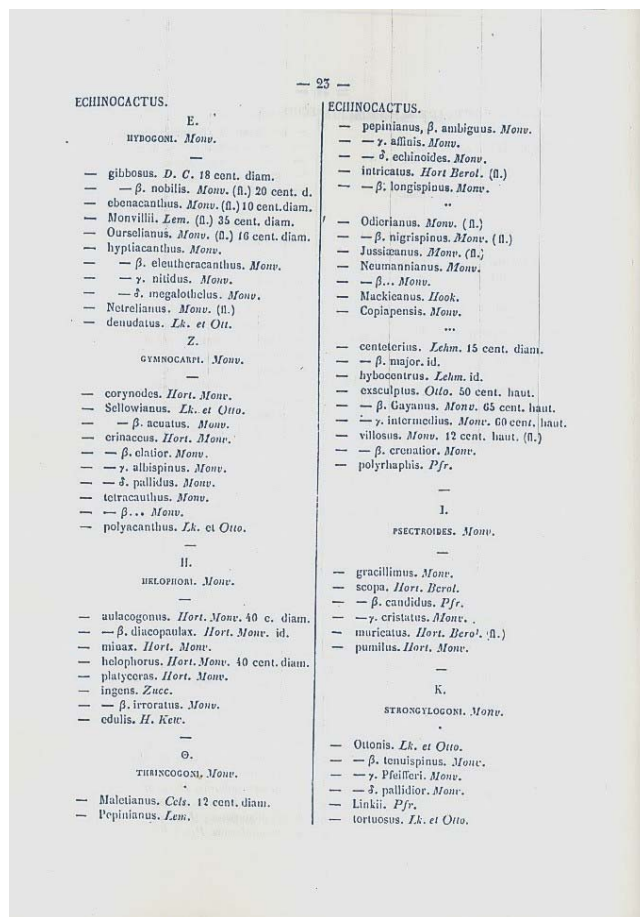 — 23 —
ECHINOCACTUS.
E.
HYBOGONI. Monv.
—
— gibbosus. D. C. 18 cent. diam.
— — β. nobilis. Monv. (fl.) 20 cent. d.
— ebenacanthus. Monv. (fl.) 10 cent. diam.
— Monvillii. Lem. (fl.) 35 cent. diam.
— Ourselianus. Monv. (fl.) 16 cent. diam.
— hyptiacanthus. Monv.
— — β. eleutheracanthus. Monv.
— — γ. nitidus. Monv.
— — δ. megalothelus. Monv.
— Netrelianus. Monv. (fl.)
— denudatus. Lk. et Ott.
Z.
GYMNOCARPI. Monv.
—
— corynodes. Hort. Monv.
— Sellowianus. Lk. et Otto.
— — β. acuatus. Monv.
— erinaceus. Hort. Monv.
— — β. elatior. Monv.
— — γ. albispinus. Monv.
— — δ. pallidus. Monv.
— tetracanthus. Monv.
— — β... Monv.
— polyacanthus. Lk. et Otto.
—
H.
HELOPHORI. Monv.
—
— aulacogonus. Hort. Monv. 40 c. diam.
— — β. diacopaulax. Hort. Monv. id.
— minax. Hort. Monv.
— helophorus. Hort. Monv. 40 cent. diam.
— platyceras. Hort. Monv.
— ingens. Zucc.
— — β. irroratus. Monv.
— edulis. H. Kew.
—
Θ.
THRINCOGONI. Monv.
*
— Maletianus. Cels. 12 cent. diam.
— Pepinianus. Lem.
ECHINOCACTUS.
— pepinianus, β. ambiguus. Monv.
— — γ. affinis. Monv.
— — δ. echinoides. Monv.
— intricatus. Hort Berol. (fl.)
— — β. longispinus. Monv.
**
— Odierianus. Monv. (fl.)
— — β. nigrispinus. Monv. (fl.)
— Jussiæanus. Monv. (fl.)
— Neumannianus. Monv.
— — β... Monv.
— Mackieanus. Hook.
— Copiapensis. Monv.
***
— centeterius. Lehm. 15 cent. diam.
— — β. major. id.
— hybocentrus. Lehm. id.
— exsculptus. Otto. 50 cent. haut.
— — β. Gayanus. Monv. 65 cent. haut.
— — γ. intermedius. Monv. 60 cent. haut.
— villosus. Monv. 12 cent. haut. (fl.)
— — β. crenatior. Monv.
— polyrhaphis. Pfr.
—
I.
PSECTROIDES. Monv.
—
— gracillimus. Monv.
— scopa. Hort. Berol.
— — β. candidus. Pfr.
— — γ. cristatus. Monv.
— muricatus. Hort. Berol. (fl.)
— pumilus. Hort. Monv.
—
K.
STRONGYLOGONI. Monv.
*
— Ottonis. Lk. et Otto.
— — β. tenuispinus. Monv.
— — γ. Pfeifferi. Monv.
— — δ. pallidior. Monv.
— Linkii. Pfr.
— tortuosus. Lk. et Otto.